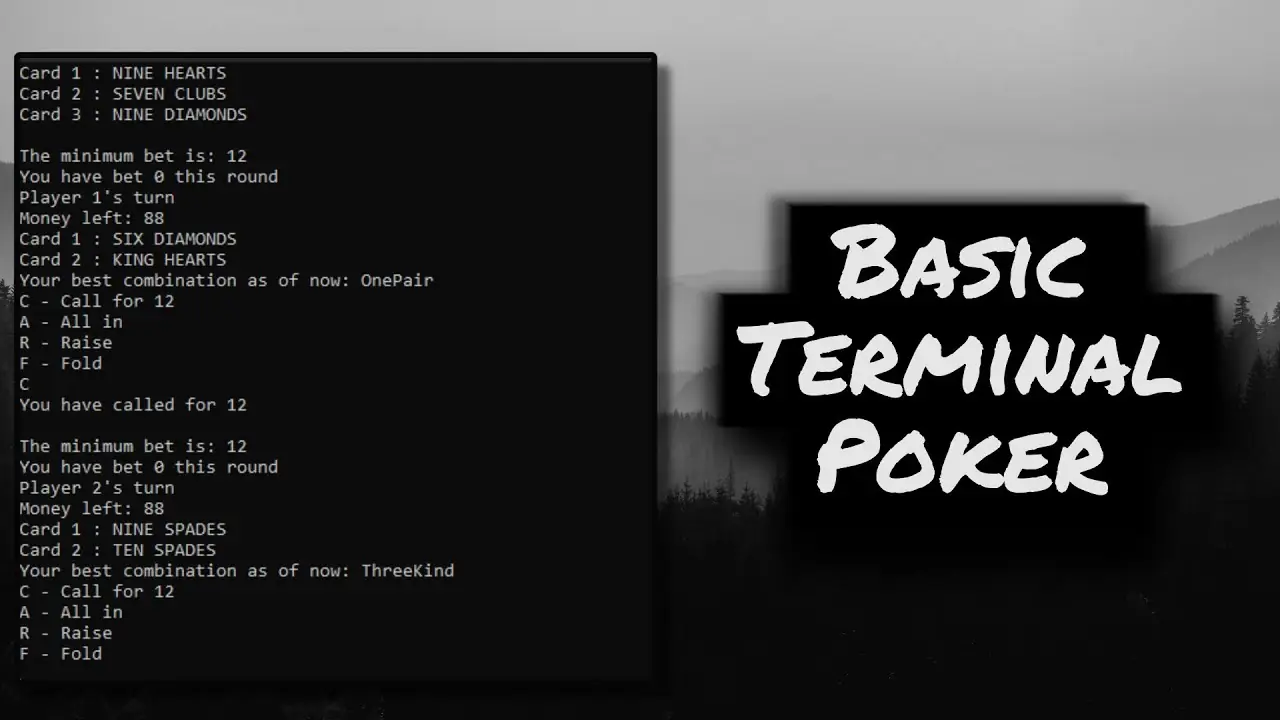 Card 1 : NINE HEARTS
Card 2 : SEVEN CLUBS
Card 3 : NINE DIAMONDS
The minimum bet is: 12
You have bet 0 this round
Player 1's turn
Money left: 88
Card 1 : SIX DIAMONDS
Card 2 : KING HEARTS
Your best combination as of now: OnePair
C - Call for 12
A - All in
R - Raise
F - Fold
C
You have called for 12
The minimum bet is: 12
You have bet 0 this round
Player 2's turn
Money left: 88
Card 1 : NINE SPADES
Card 2 : TEN SPADES
Your best combination as of now: ThreeKind
C - Call for 12
A - All in
R - Raise
F - Fold
BASIC
TERMINAL
POKER